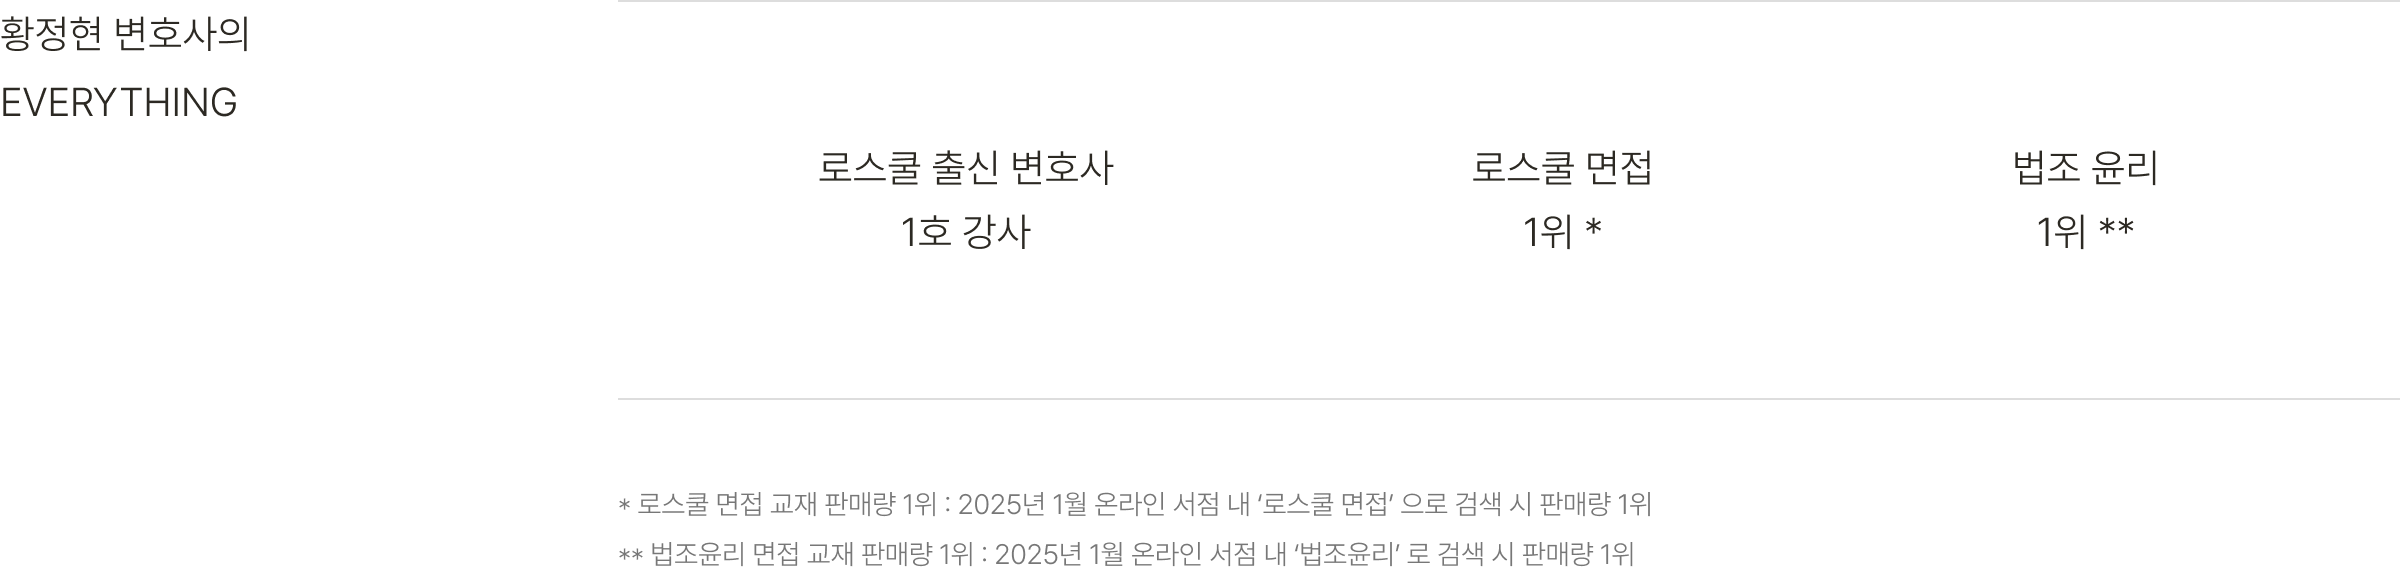 황정현 변호사의
EVERYTHING
로스쿨 출신 변호사
1호 강사
로스쿨 면접
1위 *
법조 윤리
1위 **
* 로스쿨 면접 교재 판매량 1위 : 2025년 1월 온라인 서점 내 ‘로스쿨 면접’ 으로 검색 시 판매량 1위
** 법조윤리 면접 교재 판매량 1위 : 2025년 1월 온라인 서점 내 ‘법조윤리’ 로 검색 시 판매량 1위